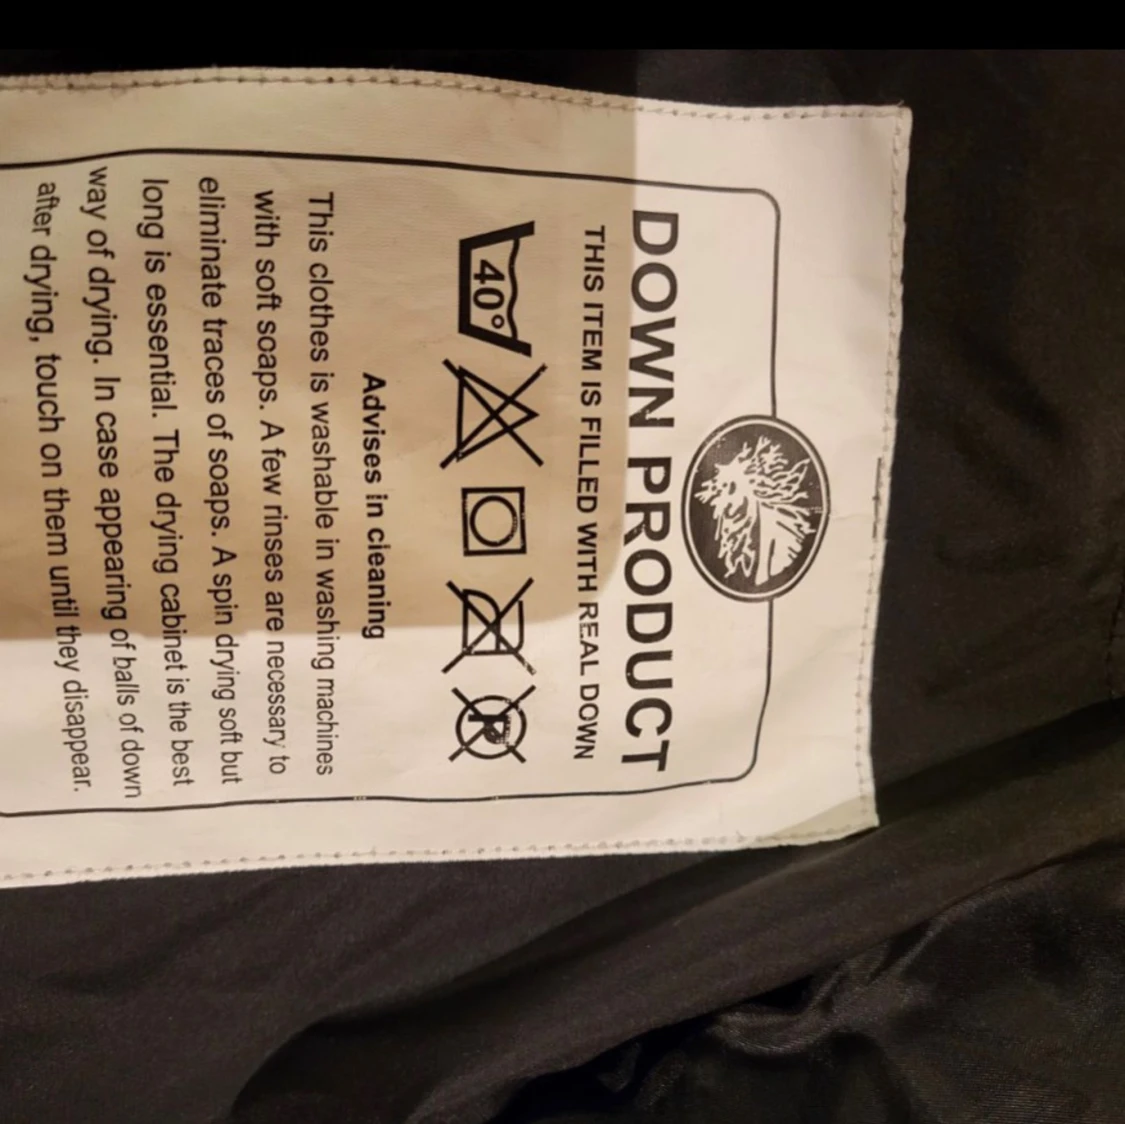 DOWN PRODUCT
THIS ITEM IS FILLED WITH REAL DOWN
40°
P
Advises in cleaning
This clothes is washable in washing machines
with soft soaps. A few rinses are necessary to
eliminate traces of soaps. A spin drying soft but
long is essential. The drying cabinet is the best
way of drying. In case appearing of balls of down
after drying, touch on them until they disappear.